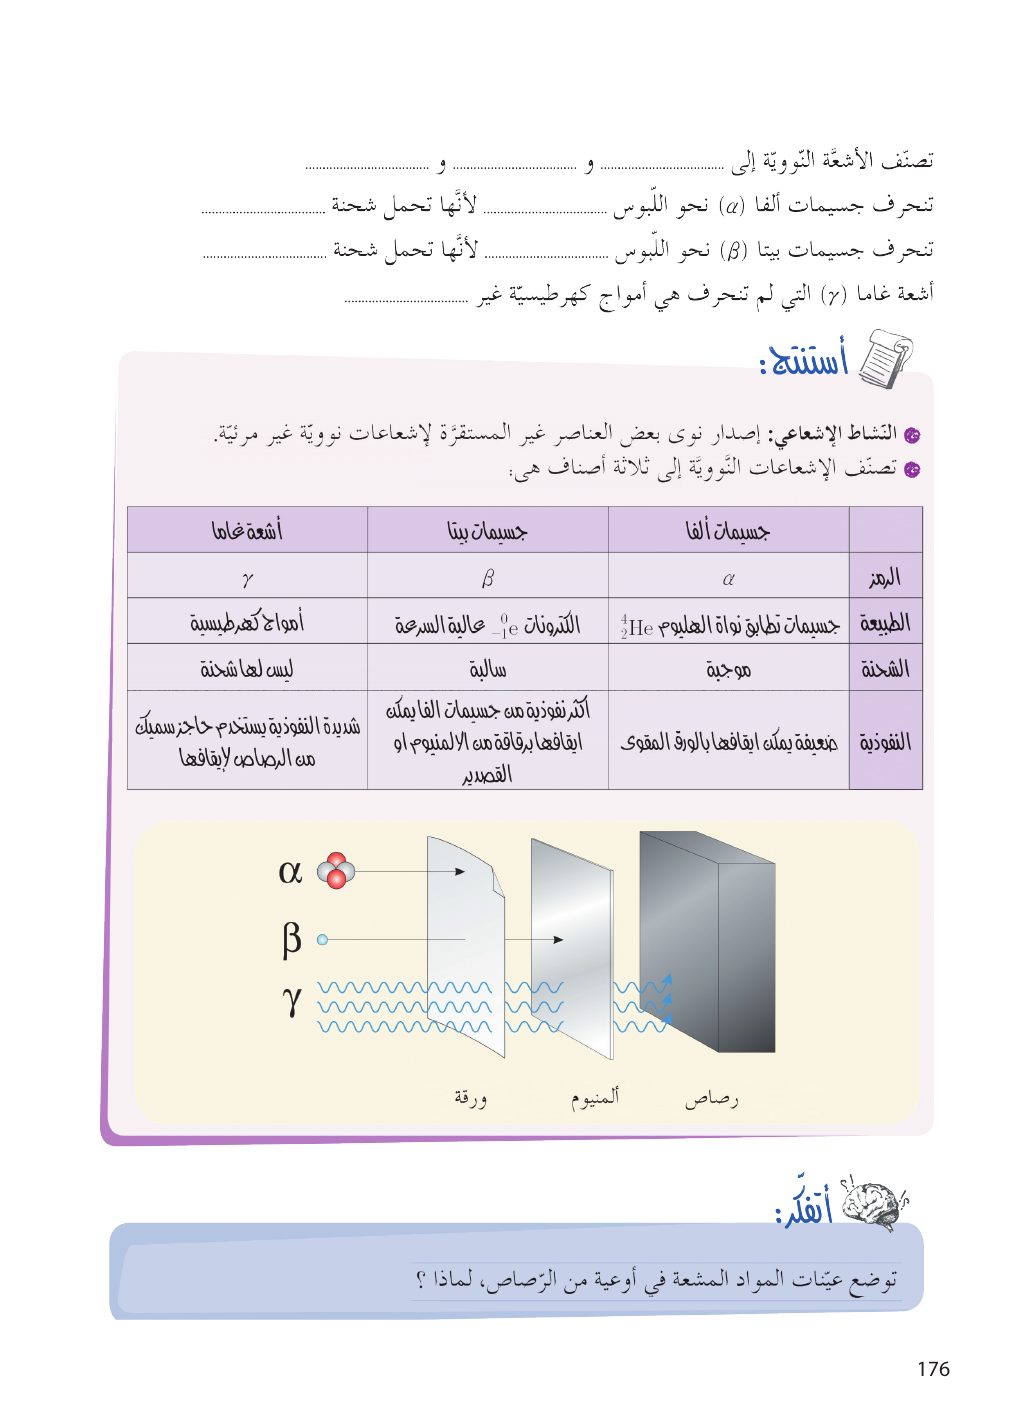 تصنّف الأشعَّة النّوويّة إلى .................................... و .................................... و ....................................
تنحرف جسيمات ألفا (α) نحو اللّبوس .................................... لأنَّها تحمل شحنة ....................................
تنحرف جسيمات بيتا (β) نحو اللّبوس .................................... لأنَّها تحمل شحنة ....................................
أشعة غاما (γ) التي لم تنحرف هي أمواج كهرطيسيّة غير ....................................
أستنتج:
النّشاط الإشعاعي: إصدار نوى بعض العناصر غير المستقرَّة لإشعاعات نوويّة غير مرئيّة.
تصنّف الإشعاعات النَّوويَّة إلى ثلاثة أصناف هي:
جسيمات ألفا جسيمات بيتا أشعة غاما
الرمز α β γ
الطبيعة جسيمات تطابق نواة الهليوم ⁴₂He الكترونات ⁰₋₁e عالية السرعة أمواج كهرطيسية
الشحنة موجبة سالبة ليس لها شحنة
النفوذية ضعيفة يمكن ايقافها بالورق المقوى
اكثر نفوذية من جسيمات الفا يمكن
ايقافها برقاقة من الالمنيوم او
القصدير
شديدة النفوذية يستخدم حاجز سميك
من الرصاص لإيقافها
α
β
γ
رصاص ألمنيوم ورقة
أتفكّر:
توضع عيّنات المواد المشعة في أوعية من الرّصاص، لماذا ؟
176